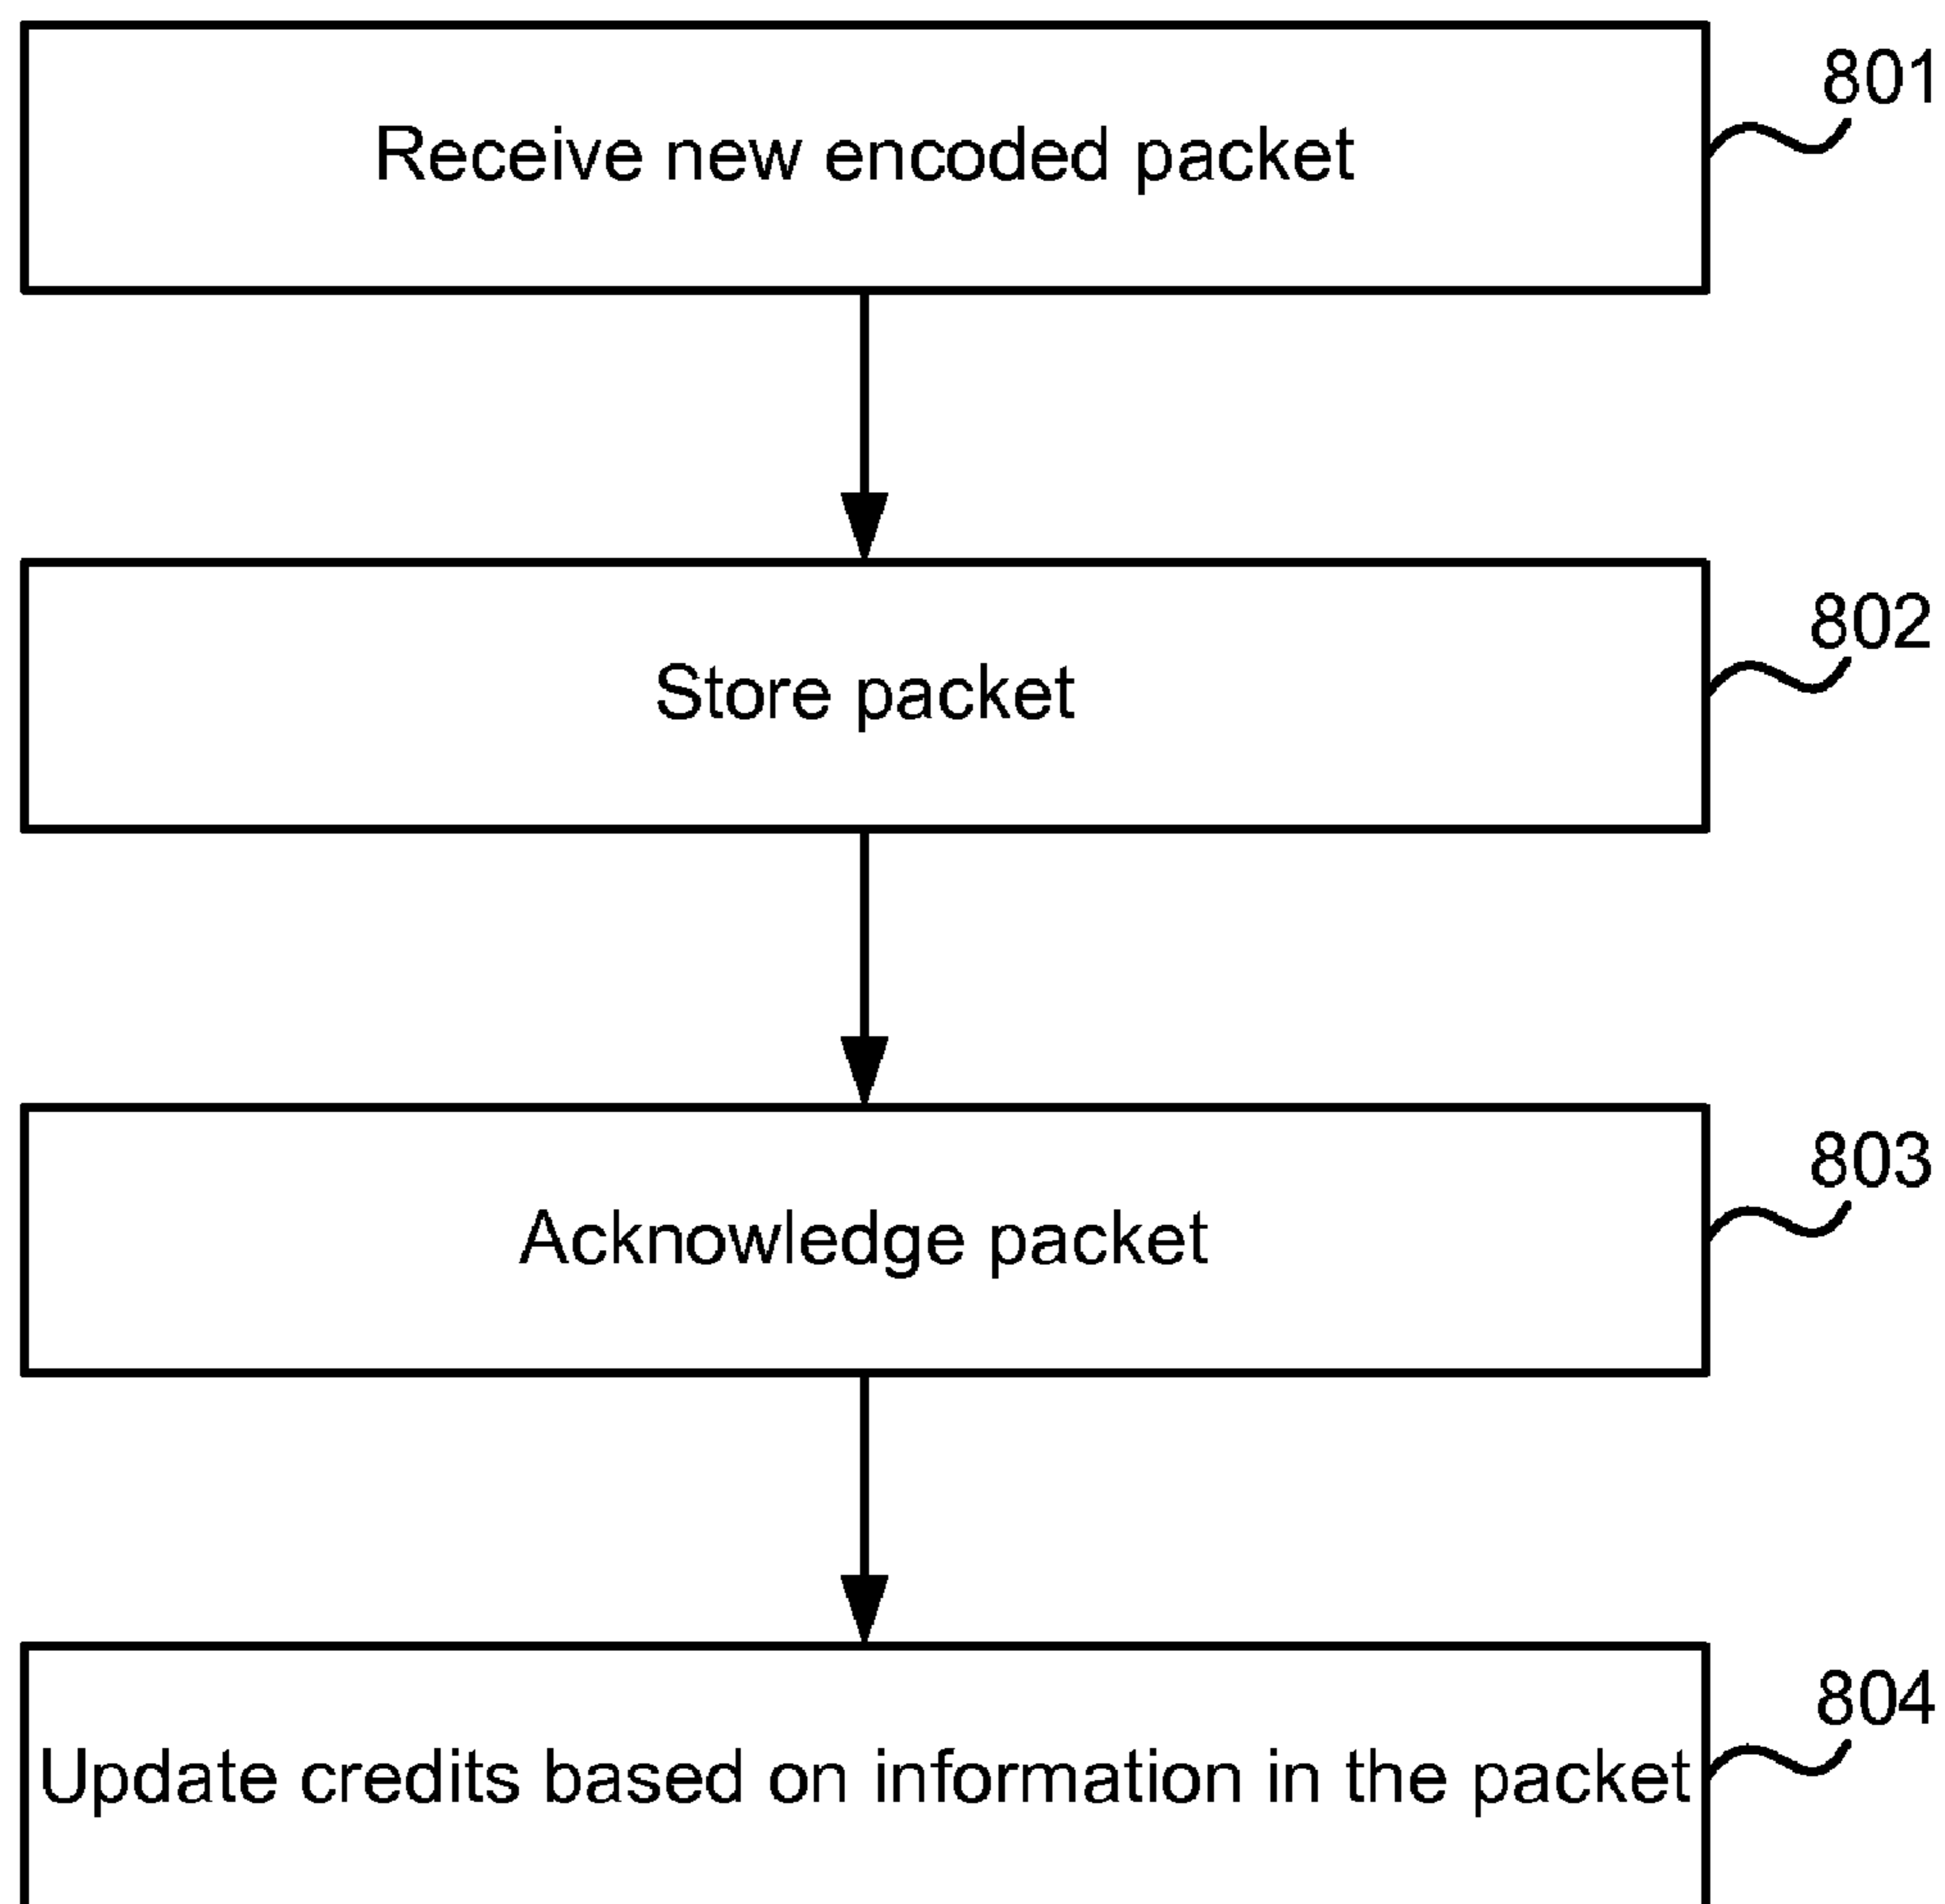 801
Receive new encoded packet
802
Store packet
803
Acknowledge packet
804
Update credits based on information in the packet